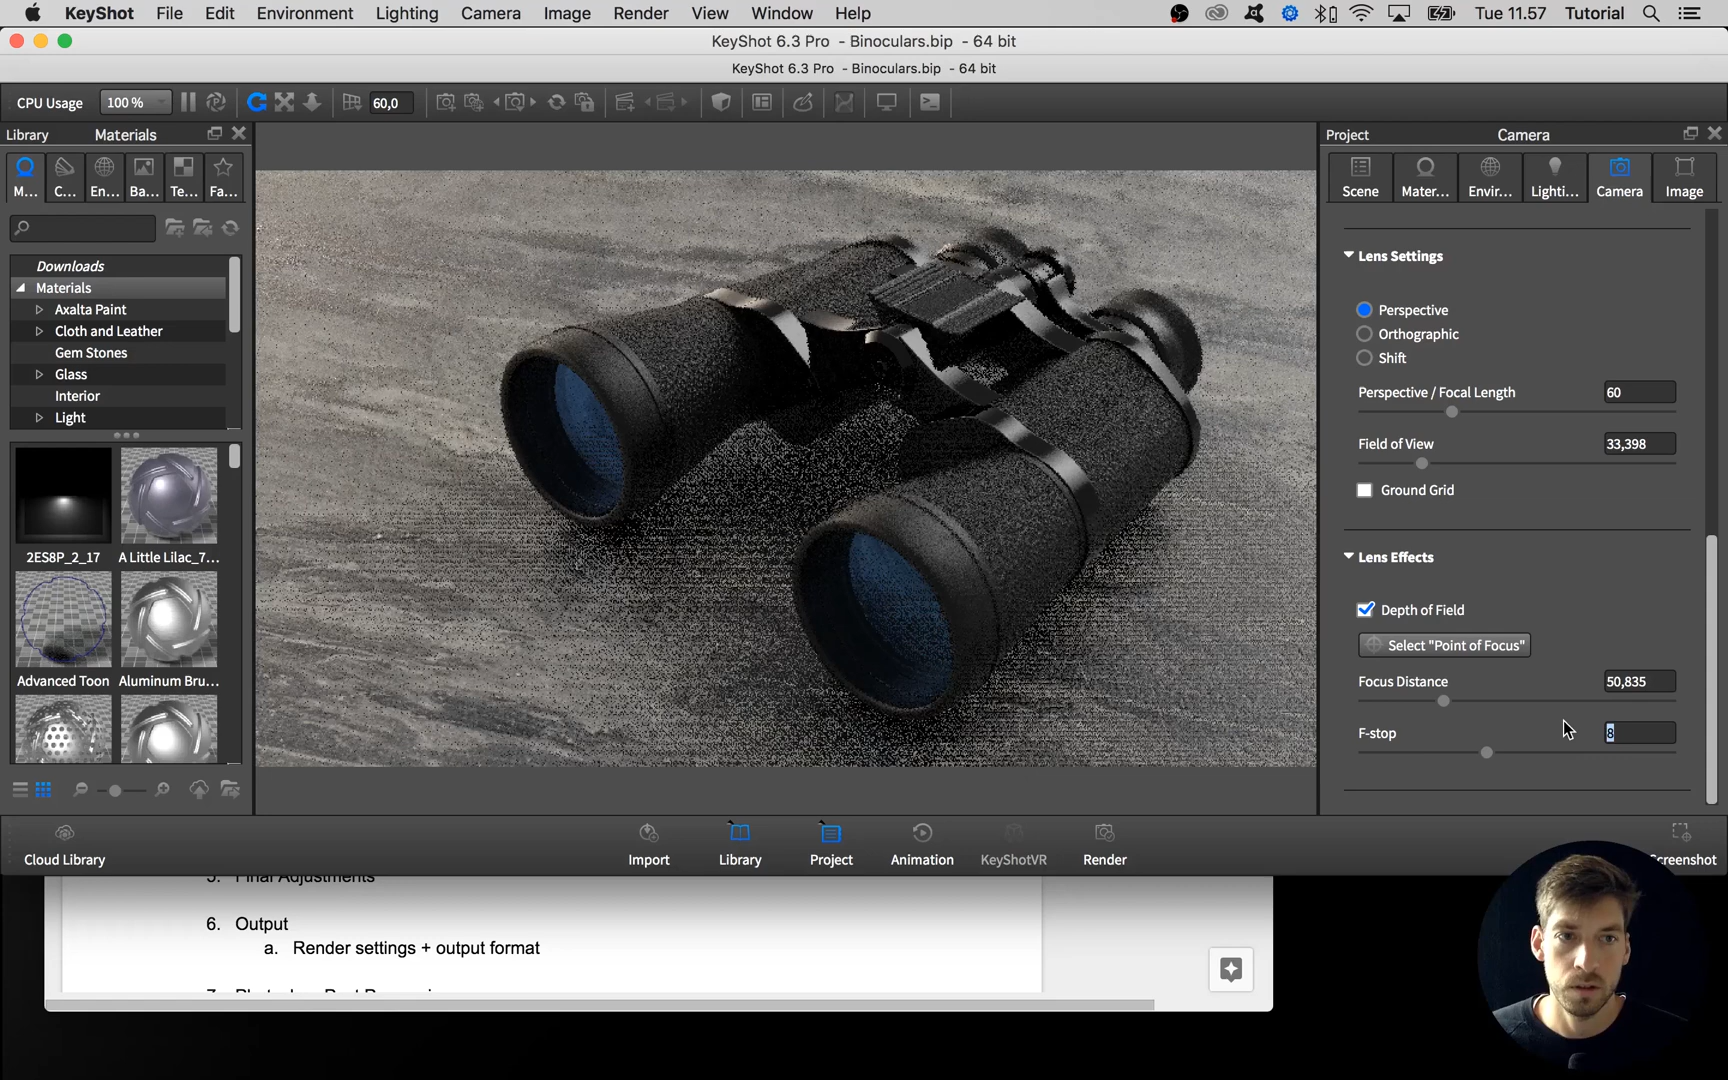 KeyShot File Edit Environment Lighting Camera Image Render View Window Help Tue 11.57 Tutorial
KeyShot 6.3 Pro - Binoculars.bip - 64 bit
KeyShot 6.3 Pro - Binoculars.bip - 64 bit
CPU Usage 100 % 60,0
Library Materials
Project Camera
M... C... En... Ba... Te... Fa...
Scene Mater... Envir... Lighti... Camera Image
Downloads
Materials
Axalta Paint
Cloth and Leather
Gem Stones
Glass
Interior
Light
2ES8P_2_17 A Little Lilac_7...
Advanced Toon Aluminum Bru...
Lens Settings
Perspective
Orthographic
Shift
Perspective / Focal Length 60
Field of View 33,398
Ground Grid
Lens Effects
Depth of Field
Select "Point of Focus"
Focus Distance 50,835
F-stop 8
Cloud Library Import Library Project Animation KeyShotVR Render Screenshot
5. Final Adjustments
6. Output
a. Render settings + output format